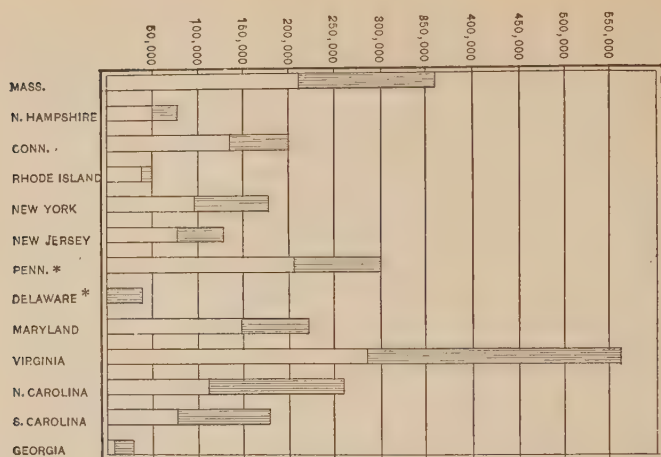 50,000
100,000
150,000
200,000
250,000
300,000
350,000
400,000
450,000
500,000
550,000
MASS.
N. HAMPSHIRE
CONN.
RHODE ISLAND
NEW YORK
NEW JERSEY
PENN. *
DELAWARE *
MARYLAND
VIRGINIA
N. CAROLINA
S. CAROLINA
GEORGIA